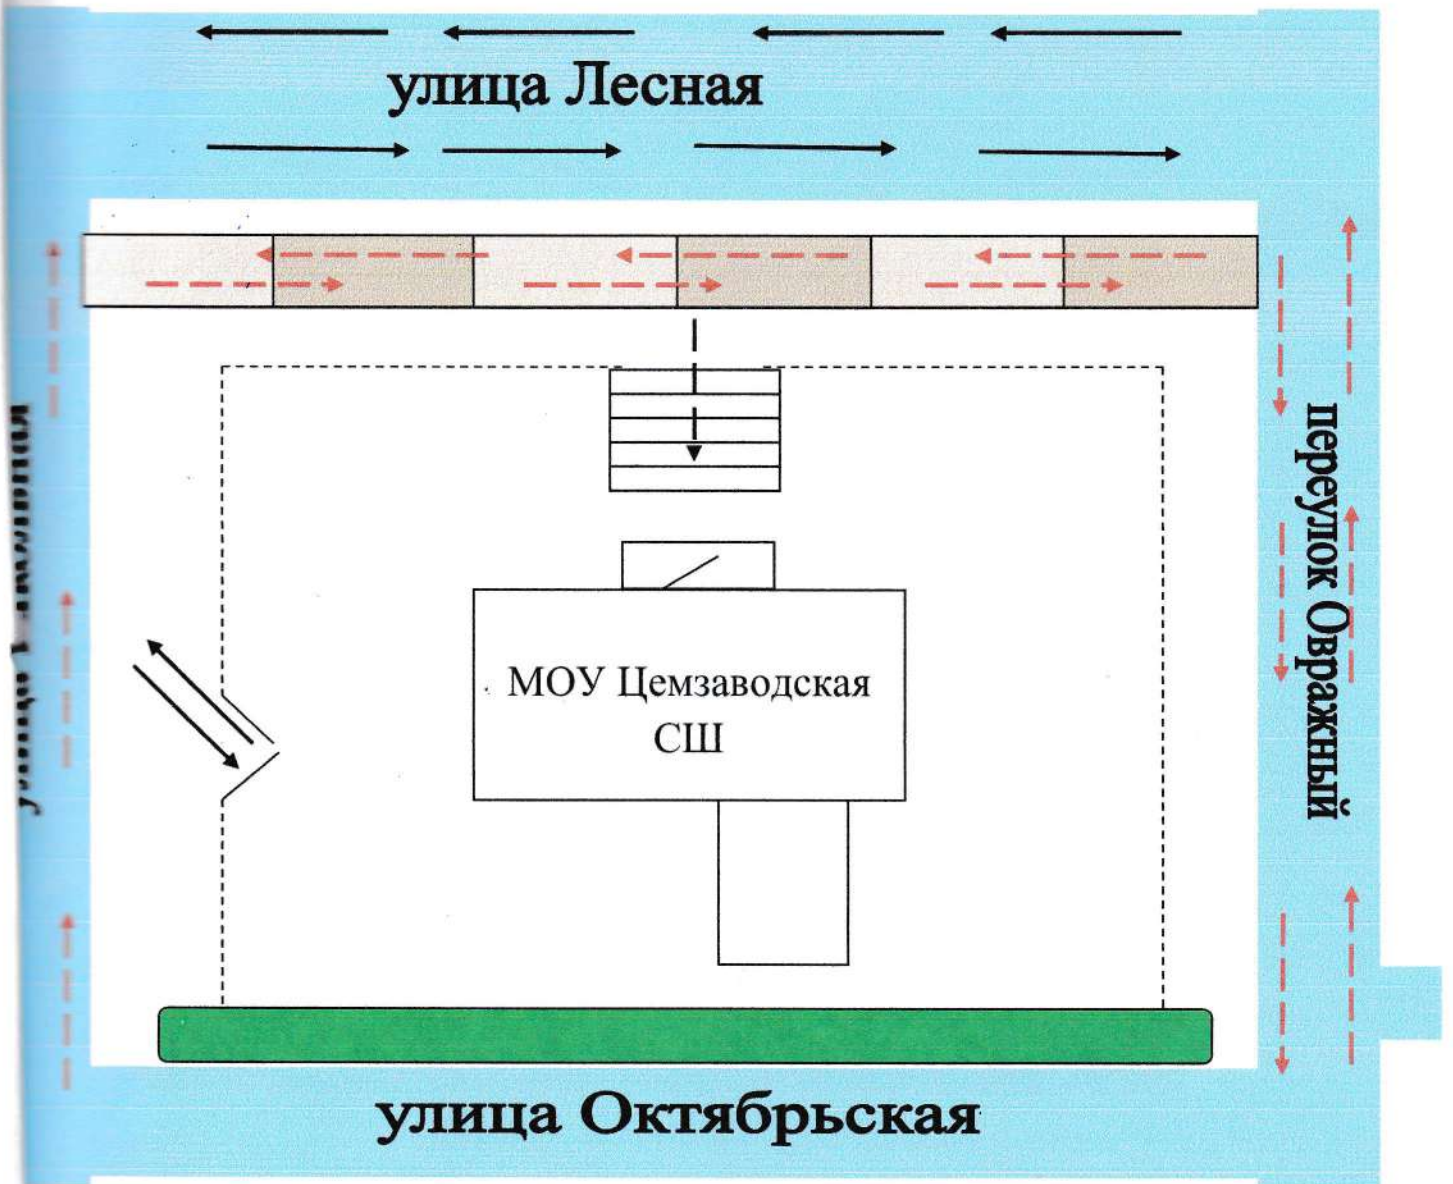 улица Лесная
переулок Овражный
МОУ Цемзаводская
СШ
улица Октябрьская